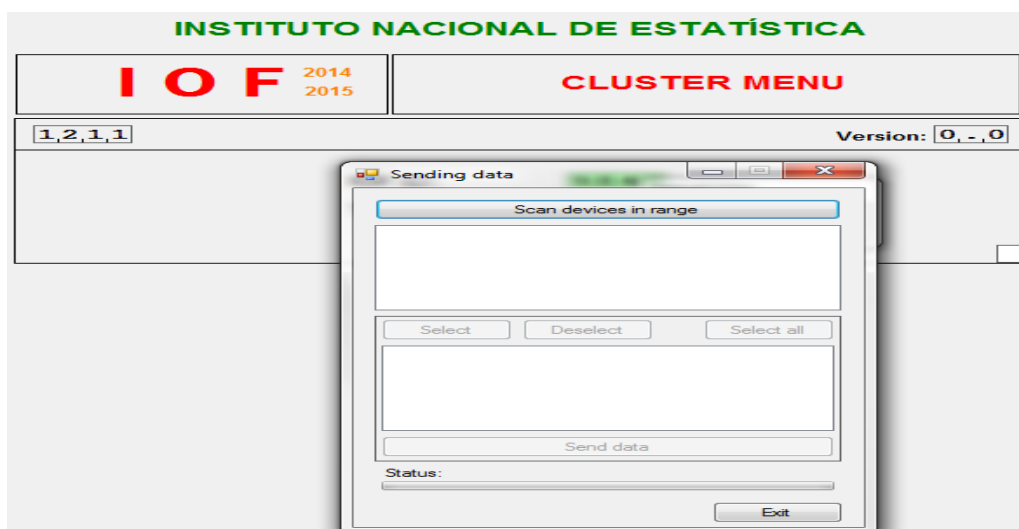 INSTITUTO NACIONAL DE ESTATÍSTICA
I O F 2014 2015
CLUSTER MENU
1,2,1,1
Version: 0,-,0
Sending data
Scan devices in range
Select Deselect Select all
Send data
Status:
Exit